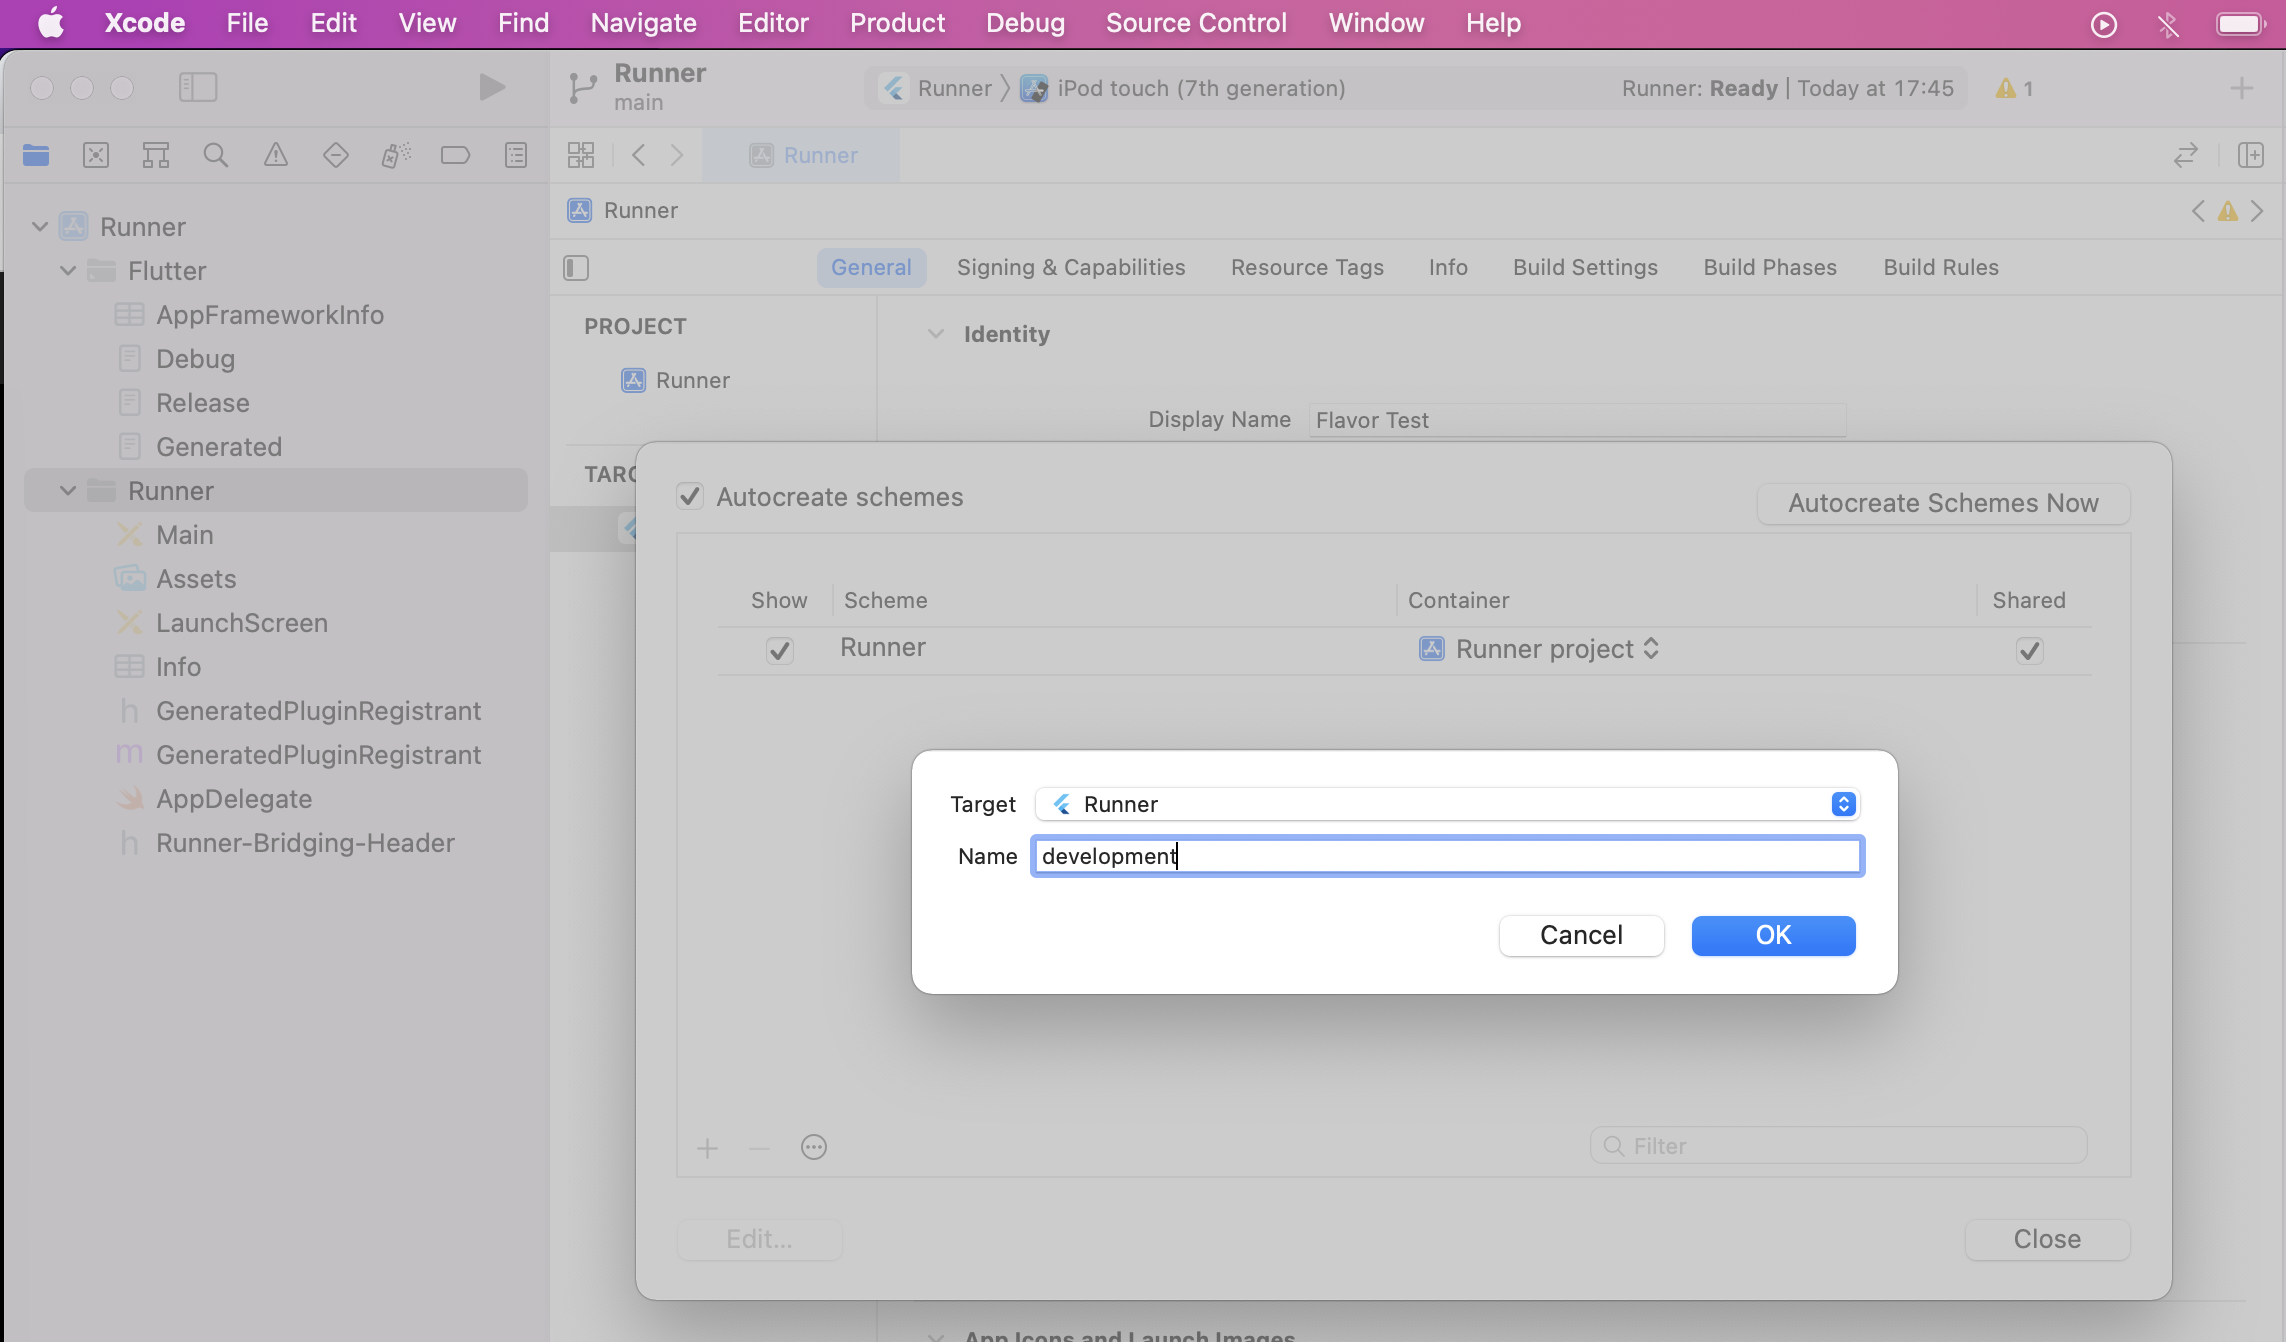 Xcode File Edit View Find Navigate Editor Product Debug Source Control Window Help
Runner
main
Runner iPod touch (7th generation)
Runner: Ready | Today at 17:45
1
Runner
Runner
General Signing & Capabilities Resource Tags Info Build Settings Build Phases Build Rules
Runner
Flutter
AppFrameworkInfo
Debug
Release
Generated
Runner
Main
Assets
LaunchScreen
Info
h GeneratedPluginRegistrant
m GeneratedPluginRegistrant
AppDelegate
h Runner-Bridging-Header
PROJECT
Runner
TARG
Identity
Display Name Flavor Test
Autocreate schemes
Autocreate Schemes Now
Show Scheme Container Shared
Runner Runner project
Target Runner
Name development
Cancel OK
Filter
Edit... Close
App Icons and Launch Images